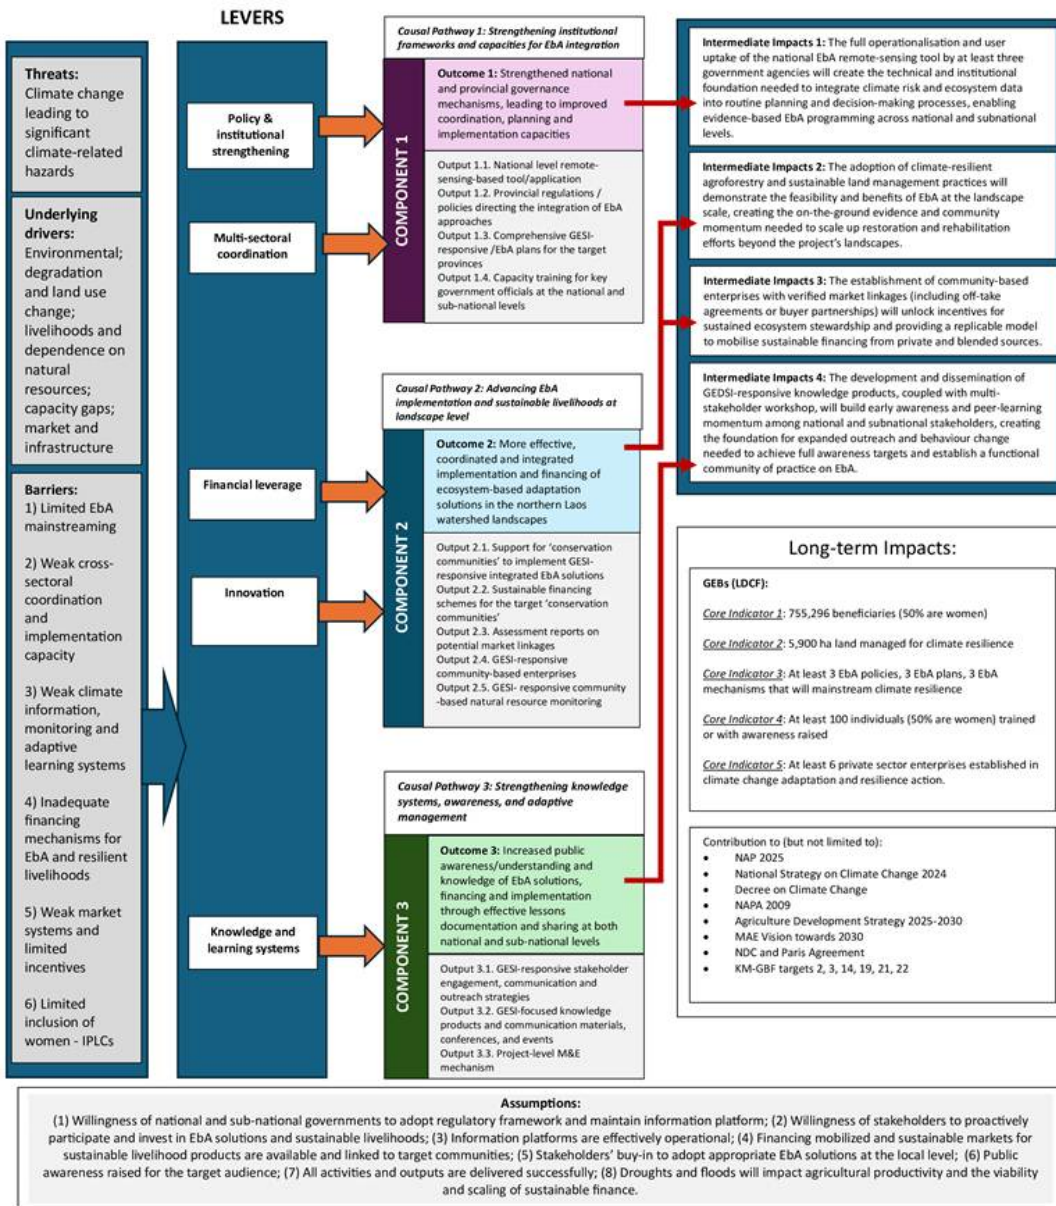 LEVERS
Threats:
Climate change
leading to
significant
climate-related
hazards
Underlying
drivers:
Environmental;
degradation
and land use
change;
livelihoods and
dependence on
natural
resources;
capacity gaps;
market and
infrastructure
Barriers:
1) Limited EbA
mainstreaming
2) Weak cross-
sectoral
coordination
and
implementation
capacity
3) Weak climate
information,
monitoring and
adaptive
learning systems
4) Inadequate
financing
mechanisms for
EbA and resilient
livelihoods
5) Weak market
systems and
limited
incentives
6) Limited
inclusion of
women - IPLCs
Policy &
institutional
strengthening
Multi-sectoral
coordination
Financial leverage
Innovation
Knowledge and
learning systems
Causal Pathway 1: Strengthening institutional
frameworks and capacities for EbA integration
COMPONENT 1
Outcome 1: Strengthened national
and provincial governance
mechanisms, leading to improved
coordination, planning and
implementation capacities
Output 1.1. National level remote-
sensing-based tool/application
Output 1.2. Provincial regulations /
policies directing the integration of EbA
approaches
Output 1.3. Comprehensive GESI-
responsive /EbA plans for the target
provinces
Output 1.4. Capacity training for key
government officials at the national and
sub-national levels
Causal Pathway 2: Advancing EbA
implementation and sustainable livelihoods at
landscape level
COMPONENT 2
Outcome 2: More effective,
coordinated and integrated
implementation and financing of
ecosystem-based adaptation
solutions in the northern Laos
watershed landscapes
Output 2.1. Support for ‘conservation
communities’ to implement GESI-
responsive integrated EbA solutions
Output 2.2. Sustainable financing
schemes for the target ‘conservation
communities’
Output 2.3. Assessment reports on
potential market linkages
Output 2.4. GESI-responsive
community-based enterprises
Output 2.5. GESI- responsive community
-based natural resource monitoring
Causal Pathway 3: Strengthening knowledge
systems, awareness, and adaptive
management
COMPONENT 3
Outcome 3: Increased public
awareness/understanding and
knowledge of EbA solutions,
financing and implementation
through effective lessons
documentation and sharing at both
national and sub-national levels
Output 3.1. GESI-responsive stakeholder
engagement, communication and
outreach strategies
Output 3.2. GESI-focused knowledge
products and communication materials,
conferences, and events
Output 3.3. Project-level M&E
mechanism
Intermediate Impacts 1: The full operationalisation and user
uptake of the national EbA remote-sensing tool by at least three
government agencies will create the technical and institutional
foundation needed to integrate climate risk and ecosystem data
into routine planning and decision-making processes, enabling
evidence-based EbA programming across national and subnational
levels.
Intermediate Impacts 2: The adoption of climate-resilient
agroforestry and sustainable land management practices will
demonstrate the feasibility and benefits of EbA at the landscape
scale, creating the on-the-ground evidence and community
momentum needed to scale up restoration and rehabilitation
efforts beyond the project’s landscapes.
Intermediate Impacts 3: The establishment of community-based
enterprises with verified market linkages (including off-take
agreements or buyer partnerships) will unlock incentives for
sustained ecosystem stewardship and providing a replicable model
to mobilise sustainable financing from private and blended sources.
Intermediate Impacts 4: The development and dissemination of
GEDSI-responsive knowledge products, coupled with multi-
stakeholder workshop, will build early awareness and peer-learning
momentum among national and subnational stakeholders, creating
the foundation for expanded outreach and behaviour change
needed to achieve full awareness targets and establish a functional
community of practice on EbA.
Long-term Impacts:
GEBs (LDCF):
Core Indicator 1: 755,296 beneficiaries (50% are women)
Core Indicator 2: 5,900 ha land managed for climate resilience
Core Indicator 3: At least 3 EbA policies, 3 EbA plans, 3 EbA
mechanisms that will mainstream climate resilience
Core Indicator 4: At least 100 individuals (50% are women) trained
or with awareness raised
Core Indicator 5: At least 6 private sector enterprises established in
climate change adaptation and resilience action.
Contribution to (but not limited to):
• NAP 2025
• National Strategy on Climate Change 2024
• Decree on Climate Change
• NAPA 2009
• Agriculture Development Strategy 2025-2030
• MAE Vision towards 2030
• NDC and Paris Agreement
• KM-GBF targets 2, 3, 14, 19, 21, 22
Assumptions:
(1) Willingness of national and sub-national governments to adopt regulatory framework and maintain information platform; (2) Willingness of stakeholders to proactively
participate and invest in EbA solutions and sustainable livelihoods; (3) Information platforms are effectively operational; (4) Financing mobilized and sustainable markets for
sustainable livelihood products are available and linked to target communities; (5) Stakeholders’ buy-in to adopt appropriate EbA solutions at the local level; (6) Public
awareness raised for the target audience; (7) All activities and outputs are delivered successfully; (8) Droughts and floods will impact agricultural productivity and the viability
and scaling of sustainable finance.